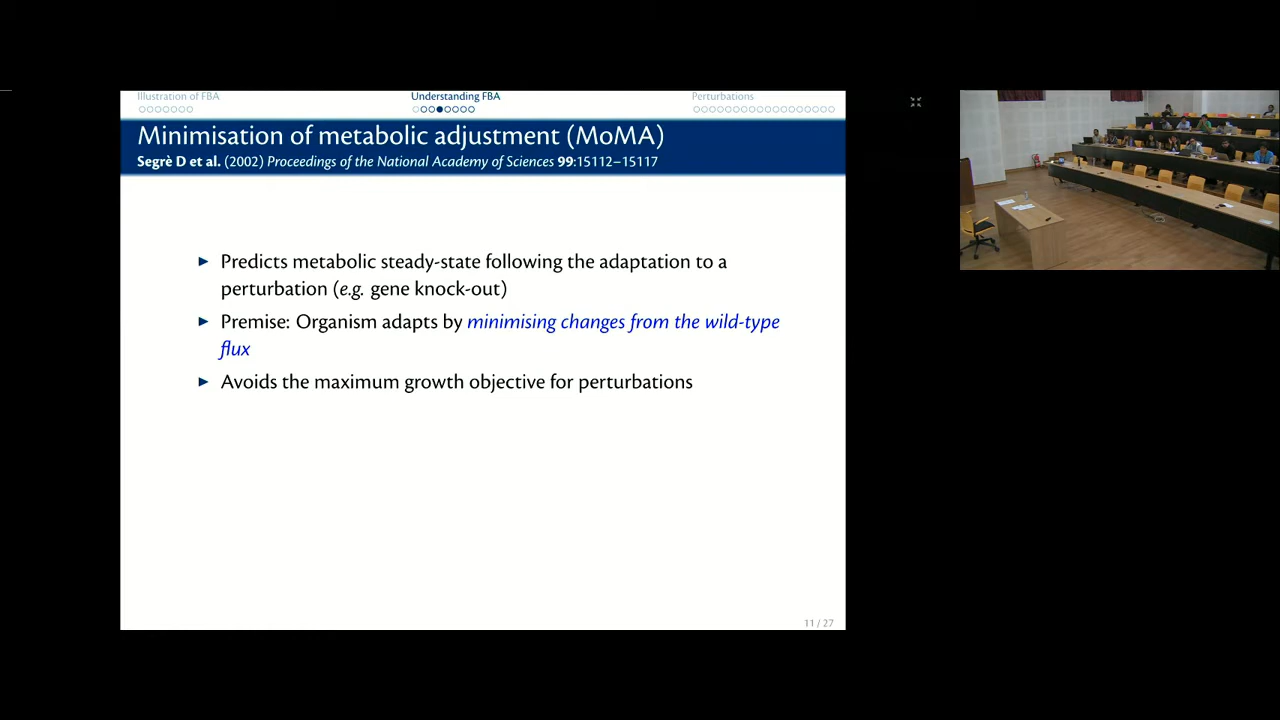 Illustration of FBA
Understanding FBA
Perturbations
Minimisation of metabolic adjustment (MoMA)
Segrè D et al. (2002) Proceedings of the National Academy of Sciences 99:15112–15117
► Predicts metabolic steady-state following the adaptation to a
perturbation (e.g. gene knock-out)
► Premise: Organism adapts by minimising changes from the wild-type
flux
► Avoids the maximum growth objective for perturbations
11 / 27